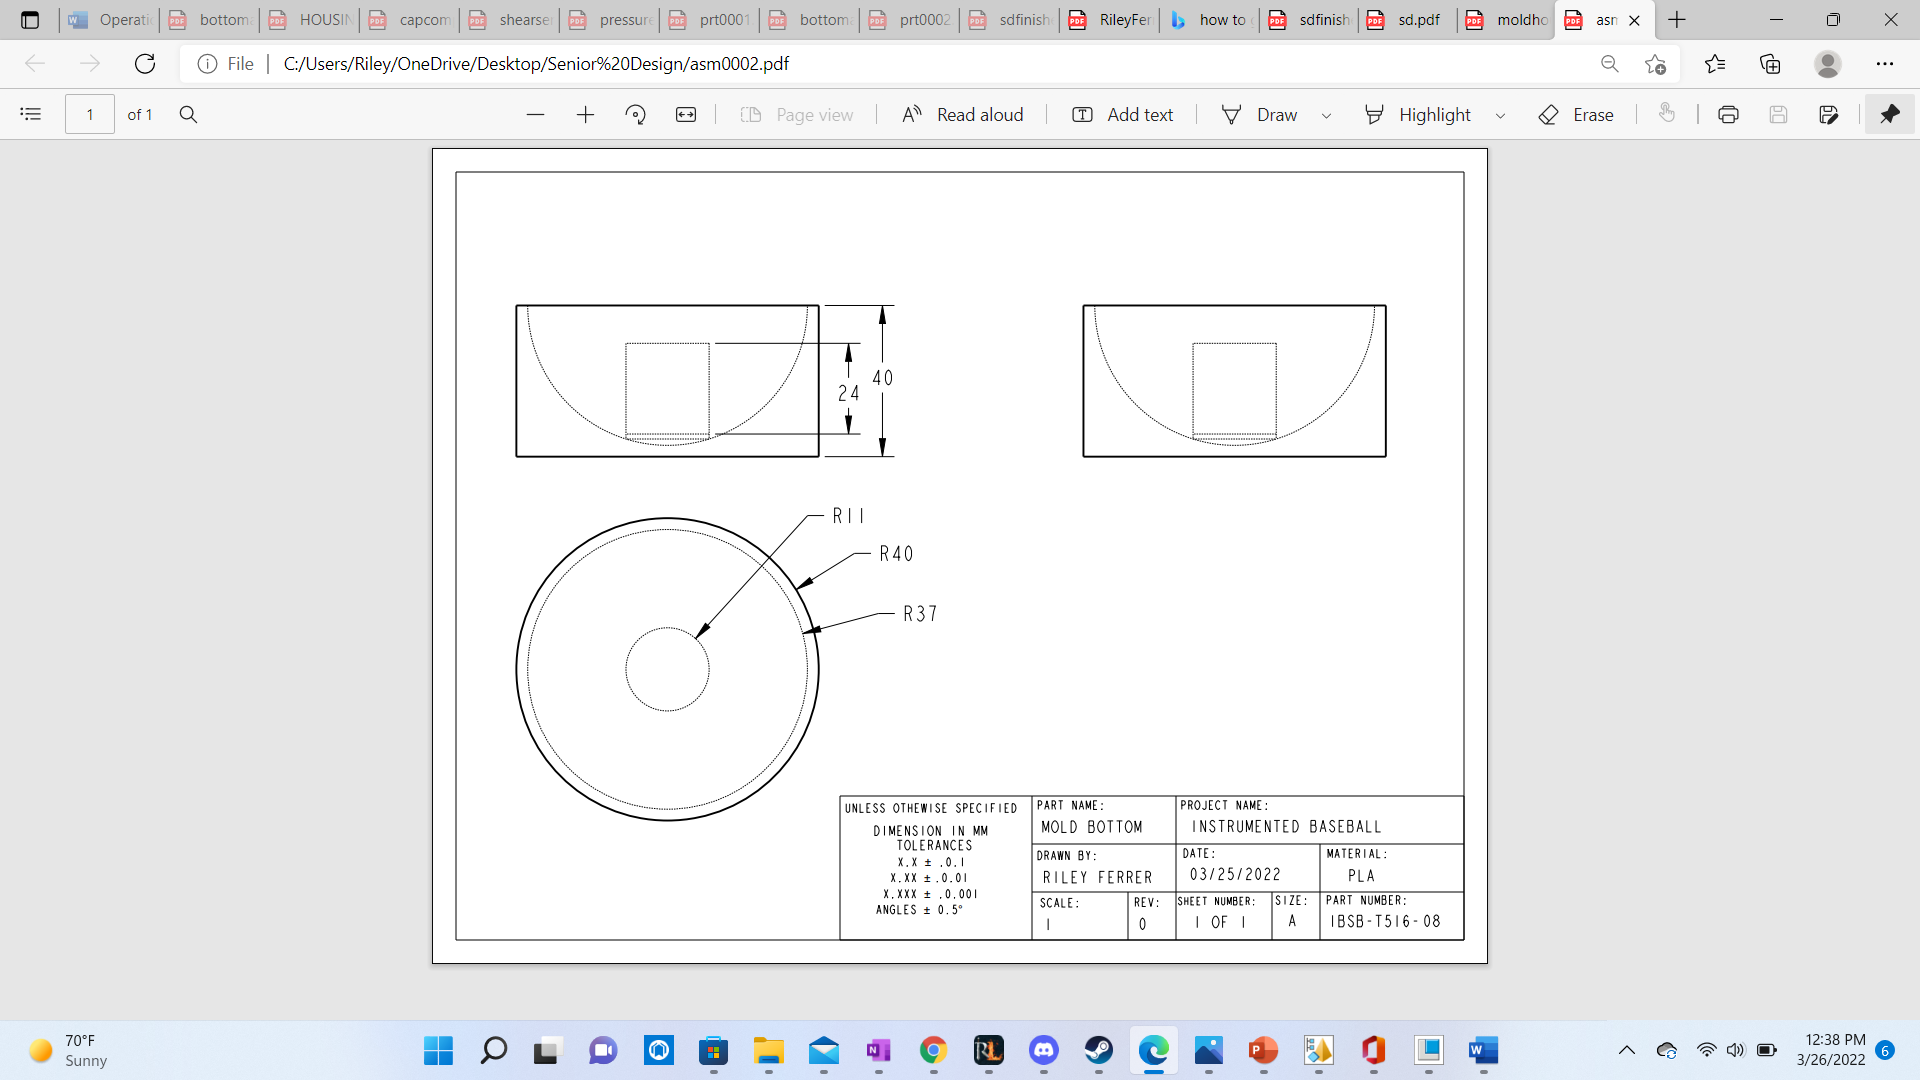 Operati
bottoma
HOUSIN
capcom
shearse
pressure
prt0001
bottoma
prt0002
sdfinish
RileyFer
how to
sdfinish
sd.pdf
moldho
asm
File
C:/Users/Riley/OneDrive/Desktop/Senior%20Design/asm0002.pdf
1 of 1
Page view
Read aloud
Add text
Draw
Highlight
Erase
24
40
R11
R40
R37
UNLESS OTHEWISE SPECIFIED
DIMENSION IN MM
TOLERANCES
X.X ± .0.1
X.XX ± .0.01
X.XXX ± .0.001
ANGLES ± 0.5°
PART NAME:
MOLD BOTTOM
PROJECT NAME:
INSTRUMENTED BASEBALL
DRAWN BY:
RILEY FERRER
DATE:
03/25/2022
MATERIAL:
PLA
SCALE:
1
REV:
0
SHEET NUMBER:
1 OF 1
SIZE:
A
PART NUMBER:
IBSB-T516-08
70°F
Sunny
12:38 PM
3/26/2022
6